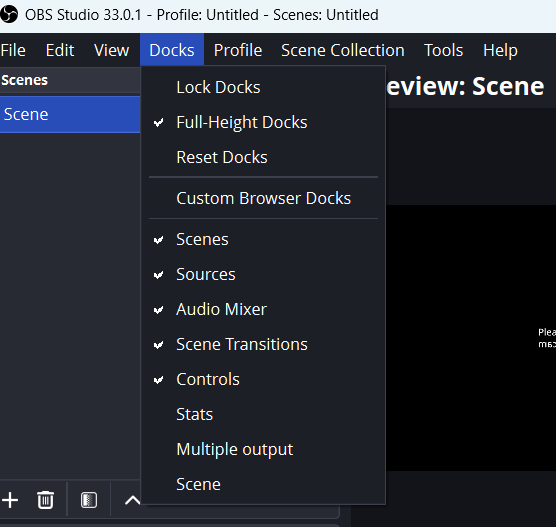 OBS Studio 33.0.1 - Profile: Untitled - Scenes: Untitled
File Edit View Docks Profile Scene Collection Tools Help
Scenes
eview: Scene
Scene
Lock Docks
Full-Height Docks
Reset Docks
Custom Browser Docks
Scenes
Sources
Audio Mixer
Scene Transitions
Controls
Stats
Multiple output
Scene